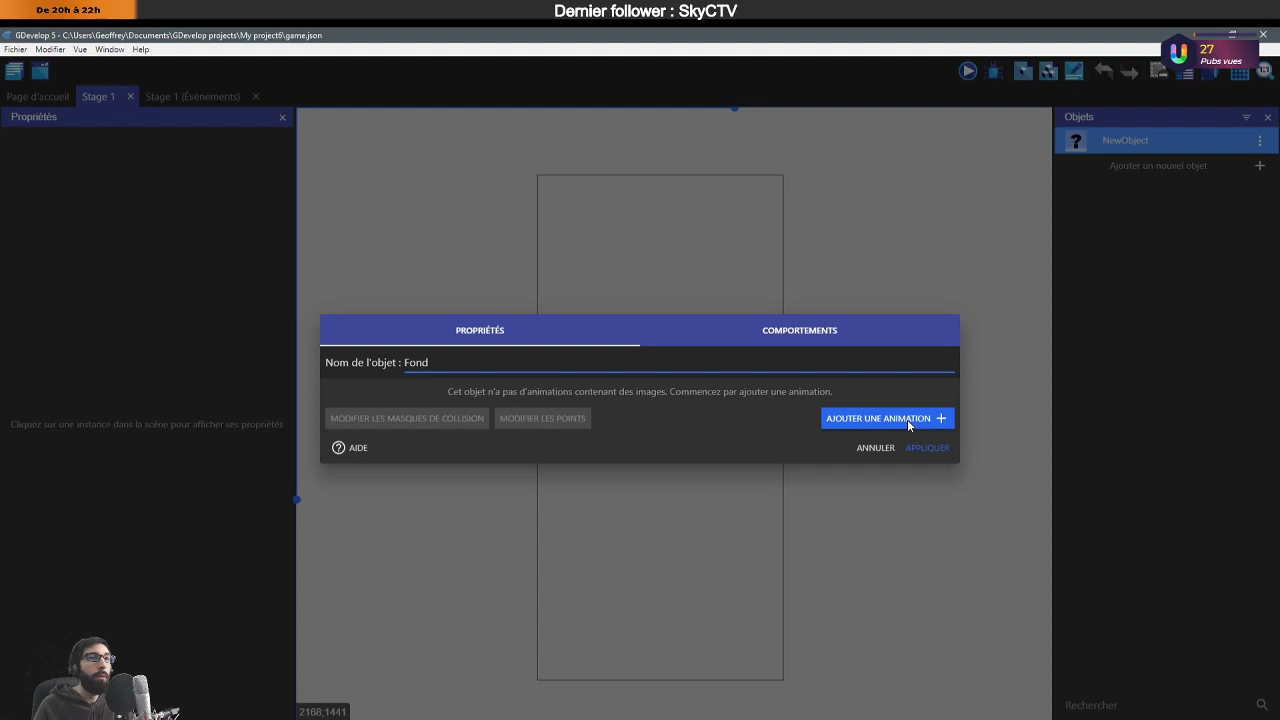 De 20h à 22h
Dernier follower : SkyCTV
GDevelop 5 - C:\Users\Geoffrey\Documents\GDevelop projects\My project6\game.json
27
Pubs vues
Fichier Modifier Vue Window Help
1:1
Page d'accueil Stage 1 Stage 1 (Évènements)
Propriétés
Objets
NewObject
Ajouter un nouvel objet
PROPRIÉTÉS COMPORTEMENTS
Nom de l'objet : Fond
Cet objet n'a pas d'animations contenant des images. Commencez par ajouter une animation.
MODIFIER LES MASQUES DE COLLISION MODIFIER LES POINTS AJOUTER UNE ANIMATION +
Cliquez sur une instance dans la scène pour afficher ses propriétés
? AIDE ANNULER APPLIQUER
Rechercher
2168;1441